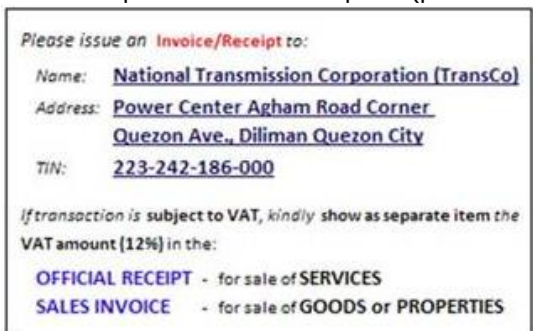 Please issue an Invoice/Receipt to:
Name: National Transmission Corporation (TransCo)
Address: Power Center Agham Road Corner
Quezon Ave., Diliman Quezon City
TIN: 223-242-186-000
If transaction is subject to VAT, kindly show as separate item the
VAT amount (12%) in the:
OFFICIAL RECEIPT - for sale of SERVICES
SALES INVOICE - for sale of GOODS or PROPERTIES